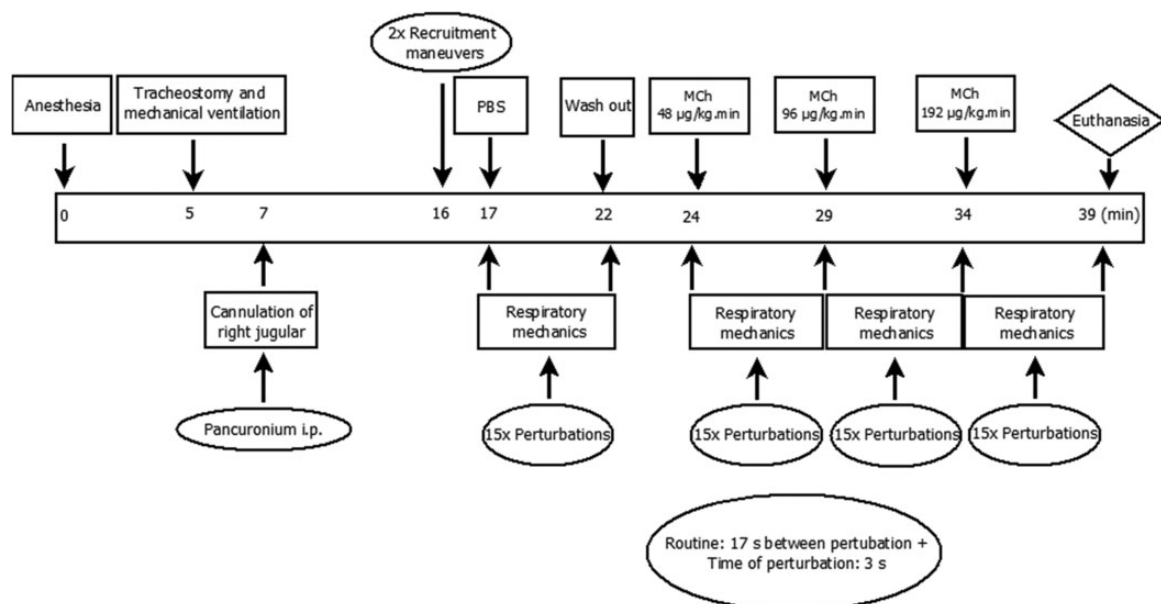 2x Recruitment
maneuvers
Anesthesia
Tracheostomy and
mechanical ventilation
PBS
Wash out
MCh
48 µg/kg.min
MCh
96 µg/kg.min
MCh
192 µg/kg.min
Euthanasia
0 5 7 16 17 22 24 29 34 39 (min)
Cannulation of
right jugular
Respiratory
mechanics
Respiratory
mechanics
Respiratory
mechanics
Respiratory
mechanics
Pancuronium i.p.
15x Perturbations
15x Perturbations
15x Perturbations
15x Perturbations
Routine: 17 s between pertubation +
Time of perturbation: 3 s